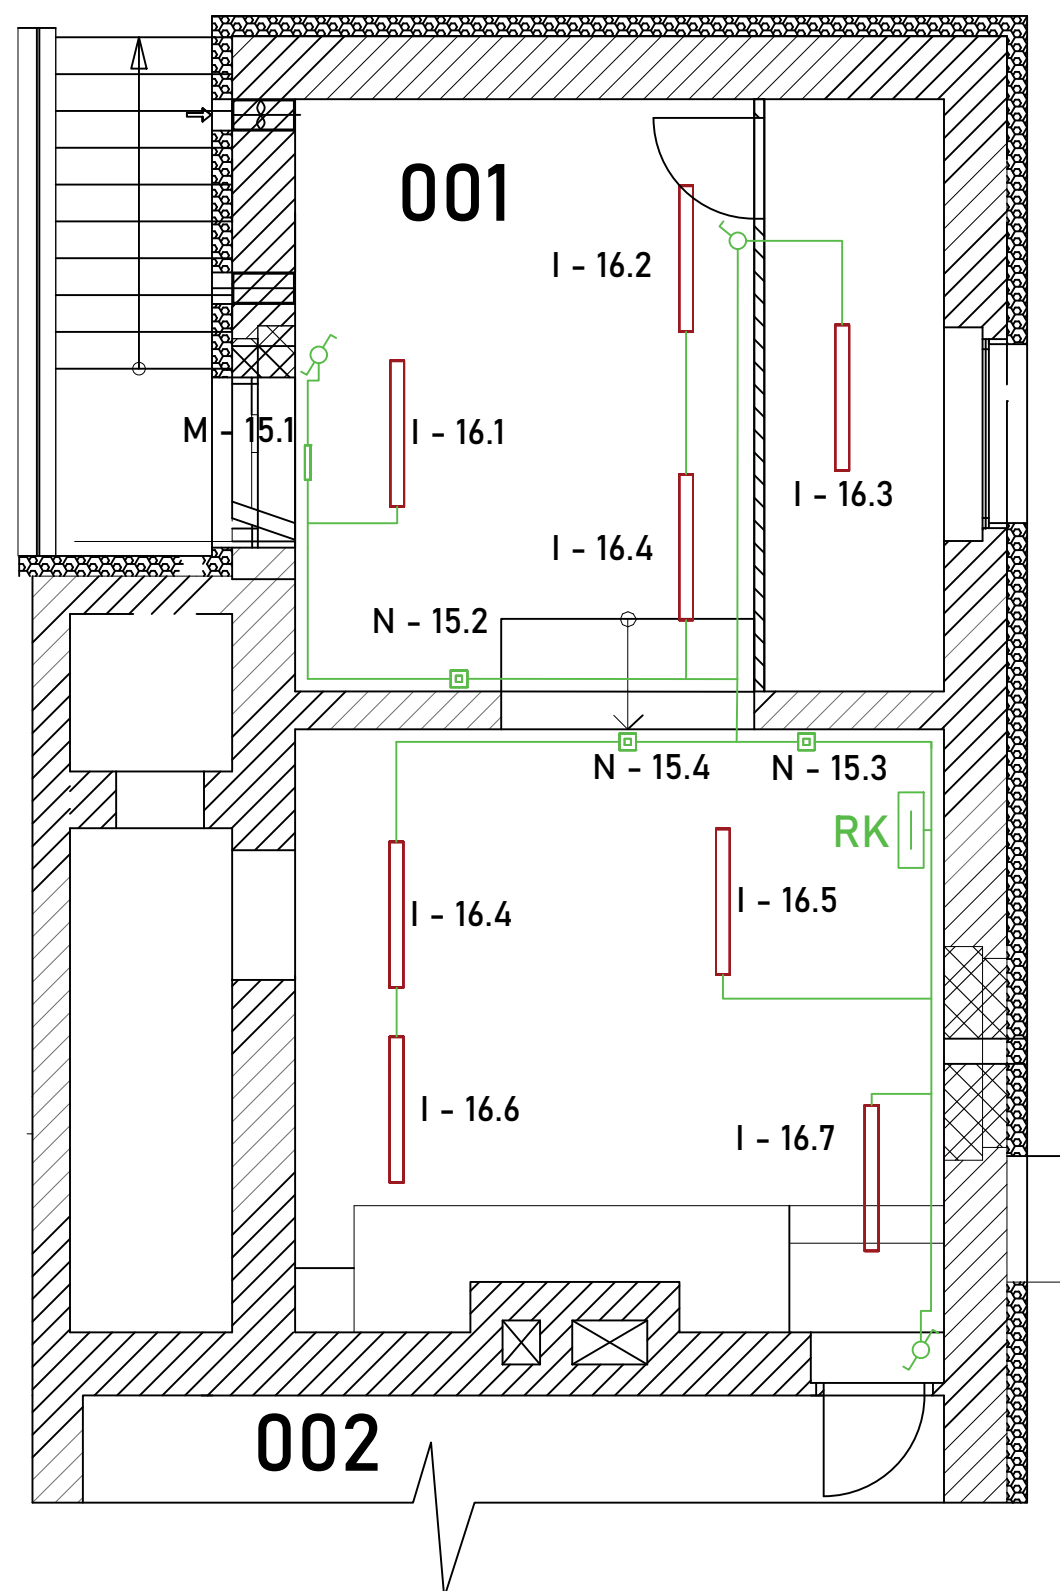 001
I - 16.2
M - 15.1
I - 16.1
I - 16.3
I - 16.4
N - 15.2
N - 15.4
N - 15.3
RK
I - 16.5
I - 16.4
I - 16.6
I - 16.7
002